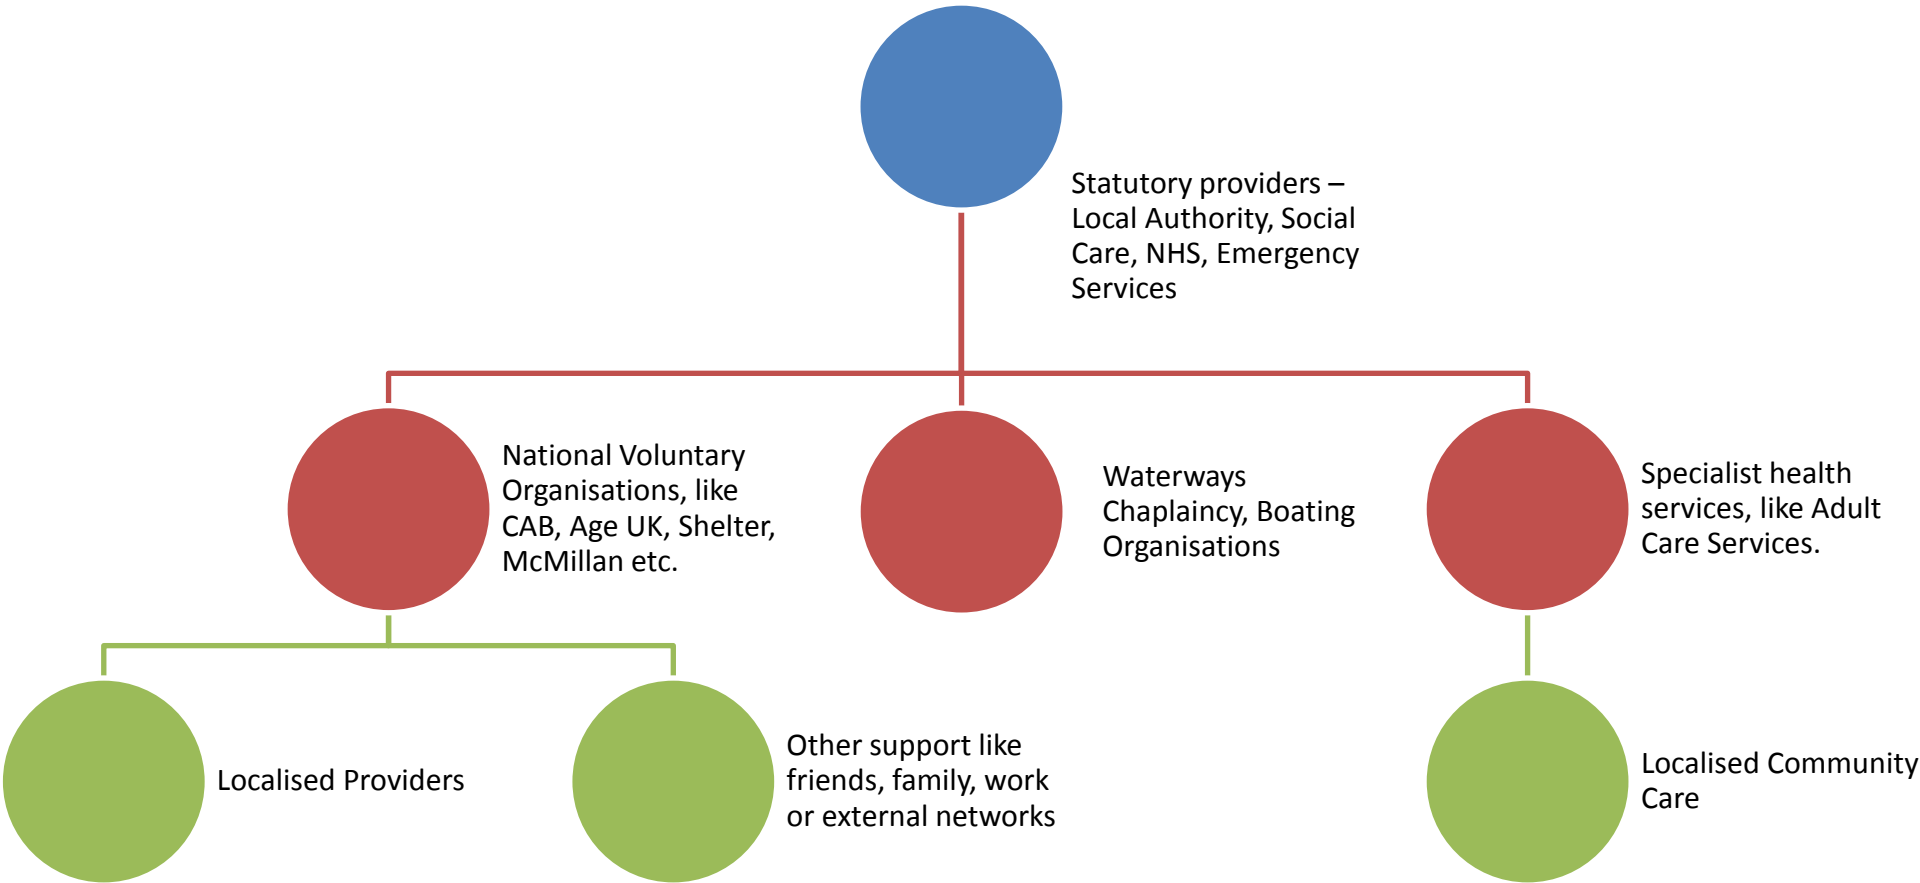 Statutory providers –
Local Authority, Social
Care, NHS, Emergency
Services
National Voluntary
Organisations, like
CAB, Age UK, Shelter,
McMillan etc.
Waterways
Chaplaincy, Boating
Organisations
Specialist health
services, like Adult
Care Services.
Localised Providers
Other support like
friends, family, work
or external networks
Localised Community
Care